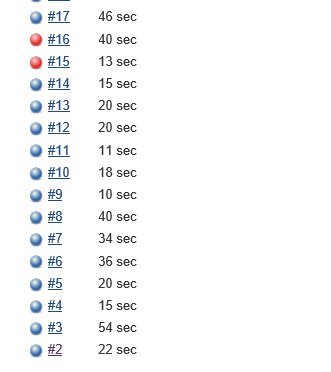 #17 46 sec
#16 40 sec
#15 13 sec
#14 15 sec
#13 20 sec
#12 20 sec
#11 11 sec
#10 18 sec
#9 10 sec
#8 40 sec
#7 34 sec
#6 36 sec
#5 20 sec
#4 15 sec
#3 54 sec
#2 22 sec